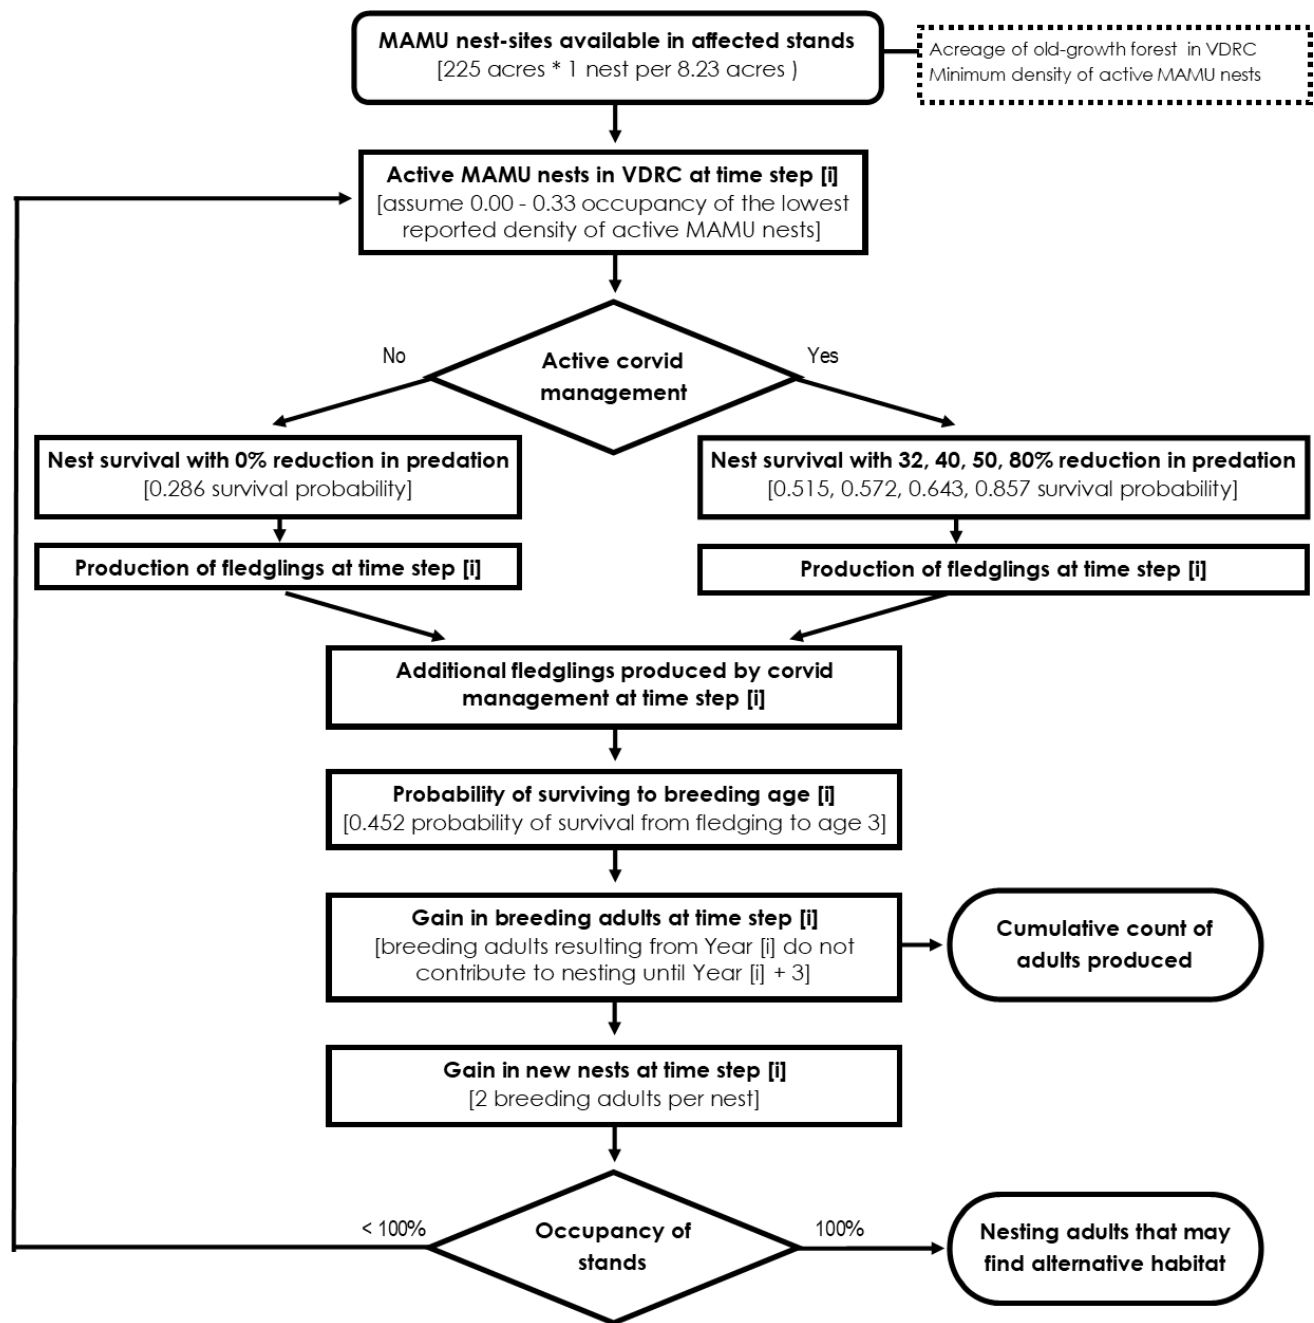 MAMU nest-sites available in affected stands
[225 acres * 1 nest per 8.23 acres )
Acreage of old-growth forest in VDRC
Minimum density of active MAMU nests
Active MAMU nests in VDRC at time step [i]
[assume 0.00 - 0.33 occupancy of the lowest
reported density of active MAMU nests]
No
Yes
Active corvid
management
Nest survival with 0% reduction in predation
[0.286 survival probability]
Nest survival with 32, 40, 50, 80% reduction in predation
[0.515, 0.572, 0.643, 0.857 survival probability]
Production of fledglings at time step [i]
Production of fledglings at time step [i]
Additional fledglings produced by corvid
management at time step [i]
Probability of surviving to breeding age [i]
[0.452 probability of survival from fledging to age 3]
Gain in breeding adults at time step [i]
[breeding adults resulting from Year [i] do not
contribute to nesting until Year [i] + 3]
Cumulative count of
adults produced
Gain in new nests at time step [i]
[2 breeding adults per nest]
< 100%
Occupancy of
stands
100%
Nesting adults that may
find alternative habitat